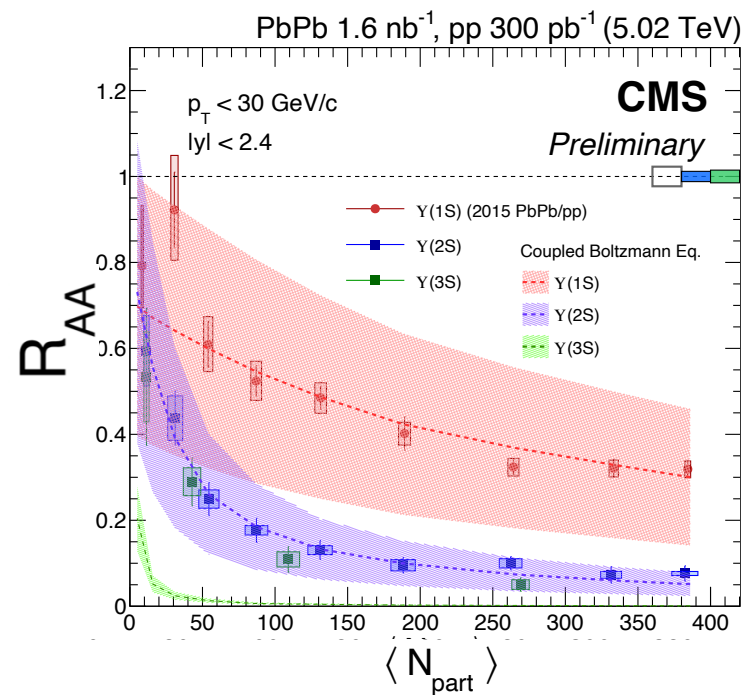 PbPb 1.6 nb⁻¹, pp 300 pb⁻¹ (5.02 TeV)
p_T < 30 GeV/c
|y| < 2.4
CMS
Preliminary
ϒ(1S) (2015 PbPb/pp)
ϒ(2S)
ϒ(3S)
Coupled Boltzmann Eq.
ϒ(1S)
ϒ(2S)
ϒ(3S)
R_AA
1.2
1
0.8
0.6
0.4
0.2
0
0 50 100 150 200 250 300 350 400
⟨ N_part ⟩